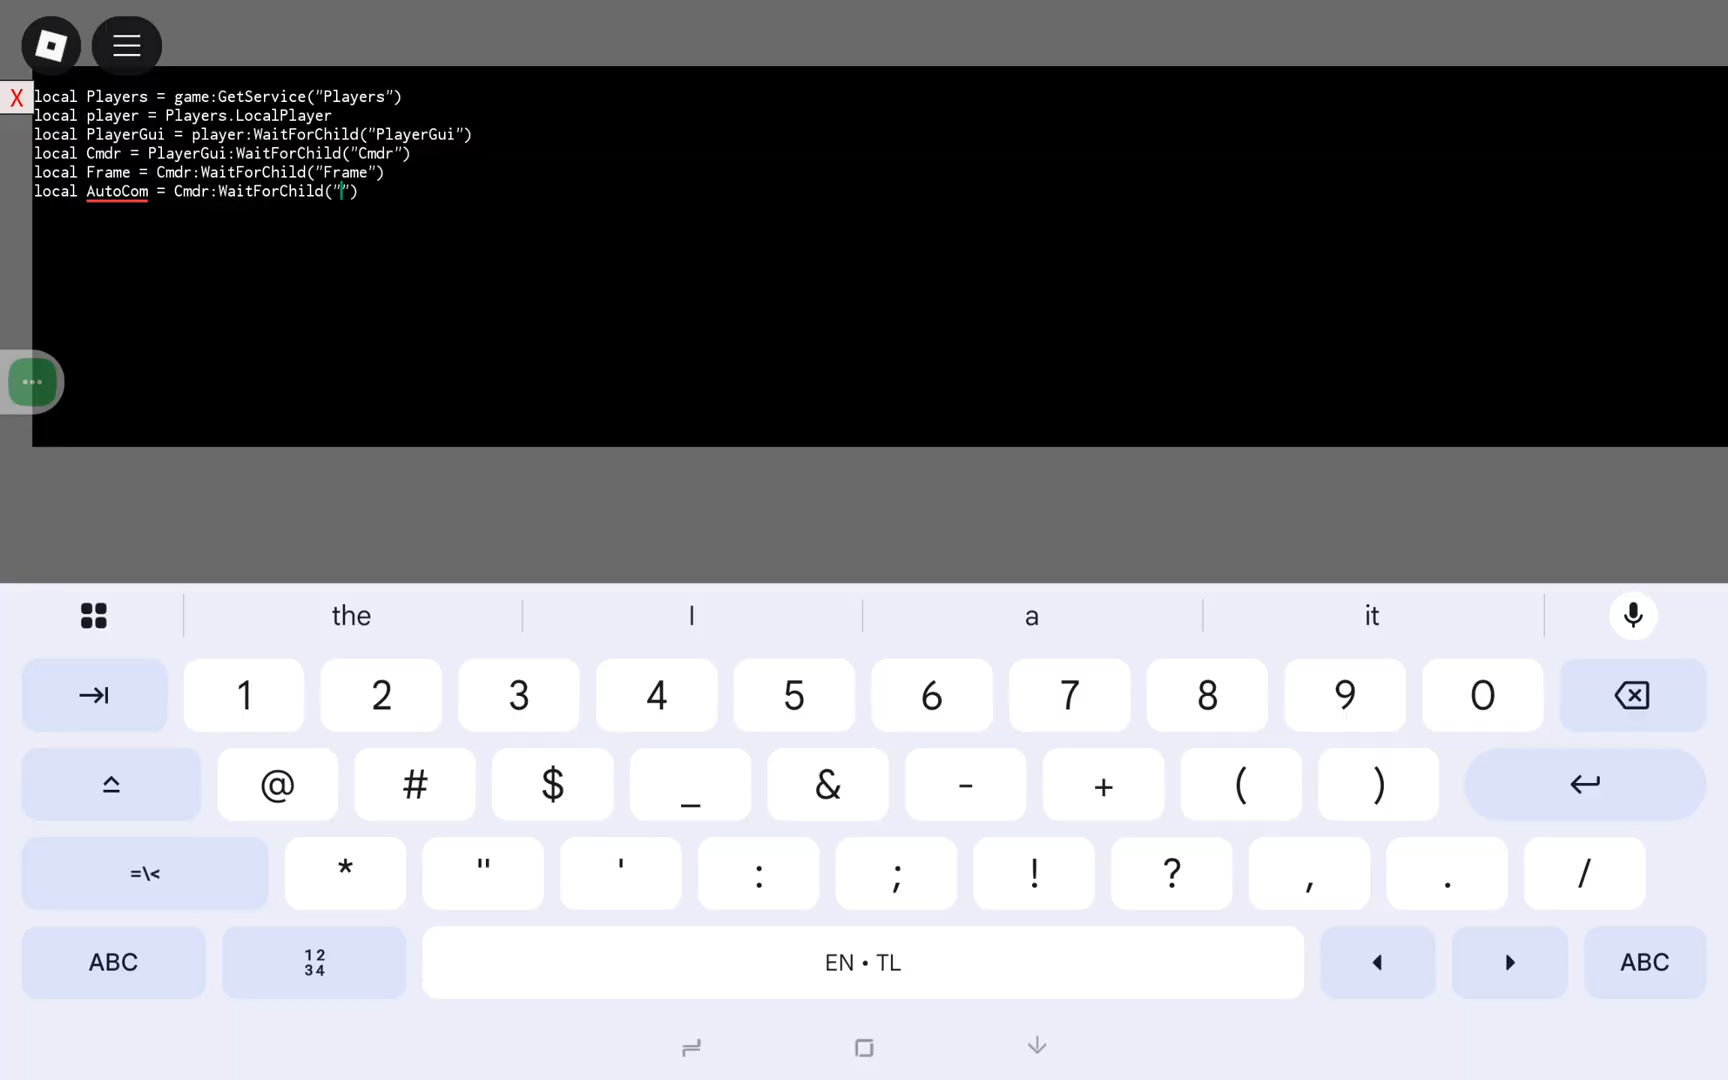 X
local Players = game:GetService("Players")
local player = Players.LocalPlayer
local PlayerGui = player:WaitForChild("PlayerGui")
local Cmdr = PlayerGui:WaitForChild("Cmdr")
local Frame = Cmdr:WaitForChild("Frame")
local AutoCom = Cmdr:WaitForChild("")
the I a it
1 2 3 4 5 6 7 8 9 0
@ # $ _ & - + ( )
=\< * " ' : ; ! ? , . /
ABC 12 34 EN • TL ABC